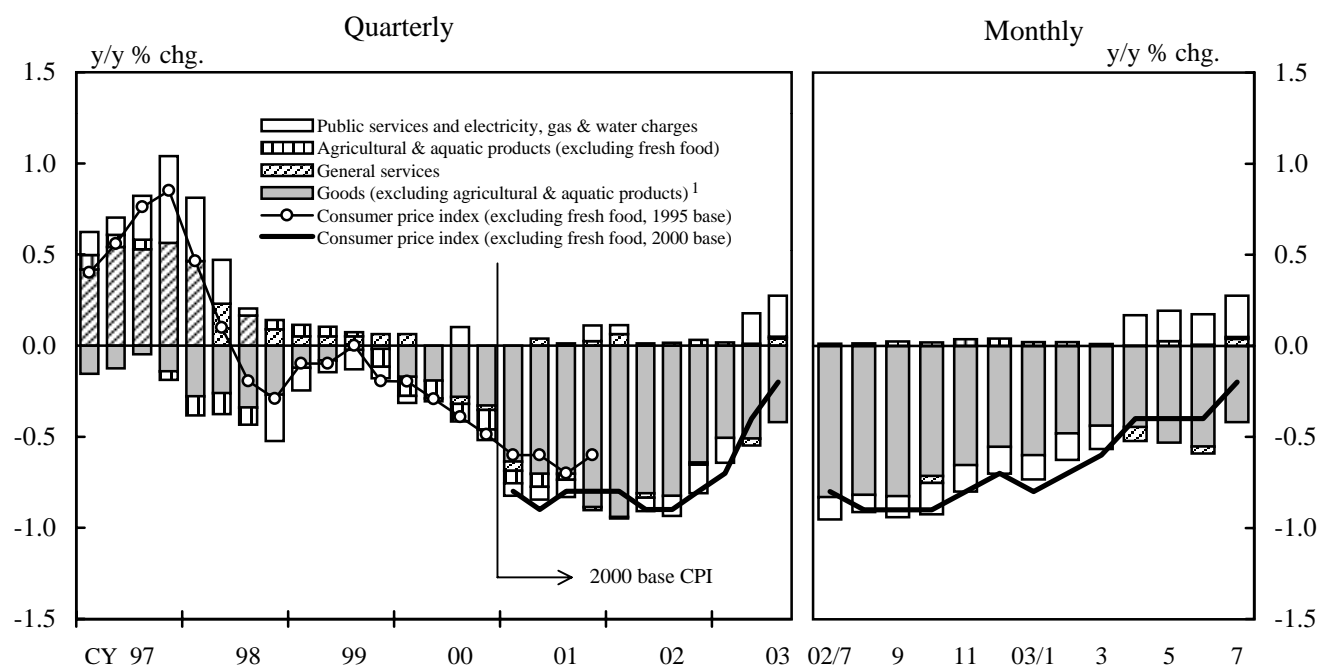 Quarterly
Monthly
y/y % chg.
y/y % chg.
1.5
1.0
0.5
0.0
-0.5
-1.0
-1.5
Public services and electricity, gas & water charges
Agricultural & aquatic products (excluding fresh food)
General services
Goods (excluding agricultural & aquatic products) 1
Consumer price index (excluding fresh food, 1995 base)
Consumer price index (excluding fresh food, 2000 base)
2000 base CPI
1.5
1.0
0.5
0.0
-0.5
-1.0
-1.5
CY 97 98 99 00 01 02 03
02/7 9 11 03/1 3 5 7